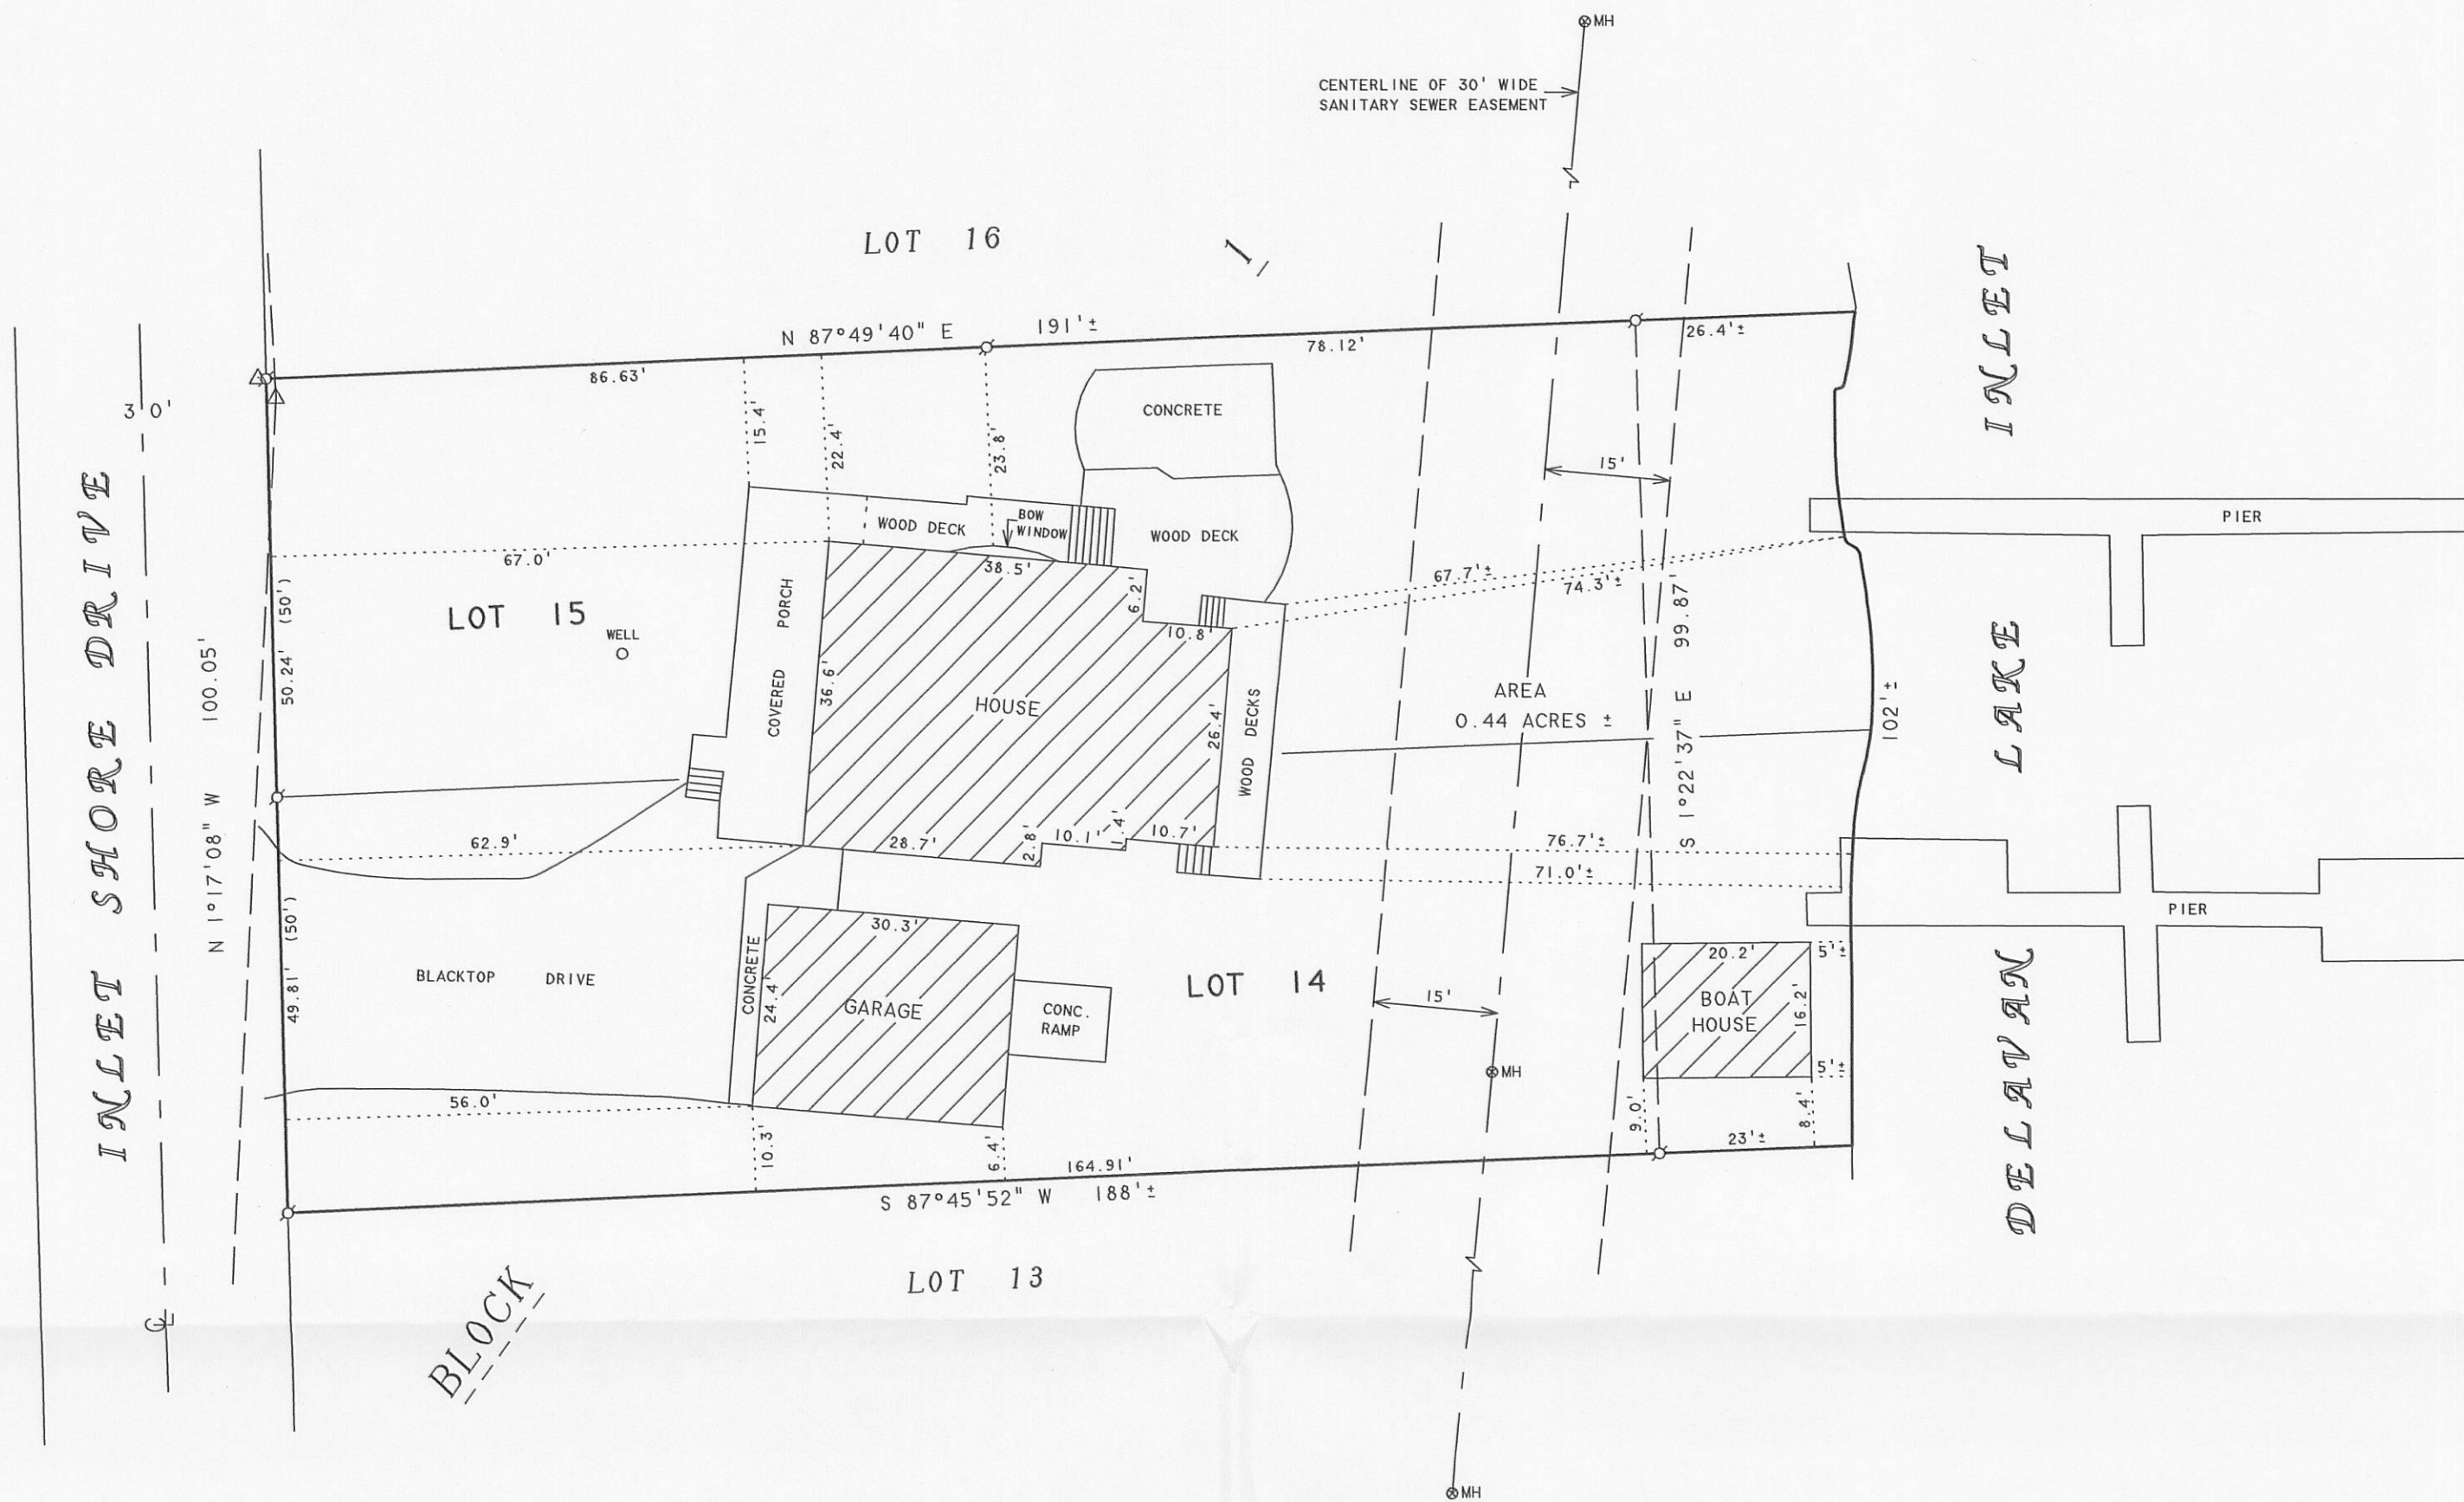 MH
CENTERLINE OF 30' WIDE
SANITARY SEWER EASEMENT
LOT 16
1
N 87°49'40" E
191'±
86.63'
78.12'
26.4'±
30'
15.4'
22.4'
23.8'
CONCRETE
15'
INLET
PIER
WOOD DECK
BOW
WINDOW
WOOD DECK
67.0'
38.5'
6.2'
67.7'±
74.3'±
99.87'
(50')
LOT 15
WELL
COVERED PORCH
10.8'
INLET SHORE DRIVE
N 1°17'08" W 100.05'
50.24'
36.6'
HOUSE
26.4'
WOOD DECKS
AREA
0.44 ACRES ±
S 1°22'37" E
102'±
LAKE
62.9'
28.7'
2.8'
10.1'
1.4'
10.7'
76.7'±
71.0'±
(50')
49.81'
BLACKTOP DRIVE
CONCRETE
30.3'
24.4'
GARAGE
CONC.
RAMP
LOT 14
15'
MH
20.2'
5'±
BOAT
HOUSE
16.2'
5'±
PIER
DELAVAN
56.0'
10.3'
6.4'
9.0'
8.4'
23'±
164.91'
S 87°45'52" W 188'±
LOT 13
BLOCK
MH